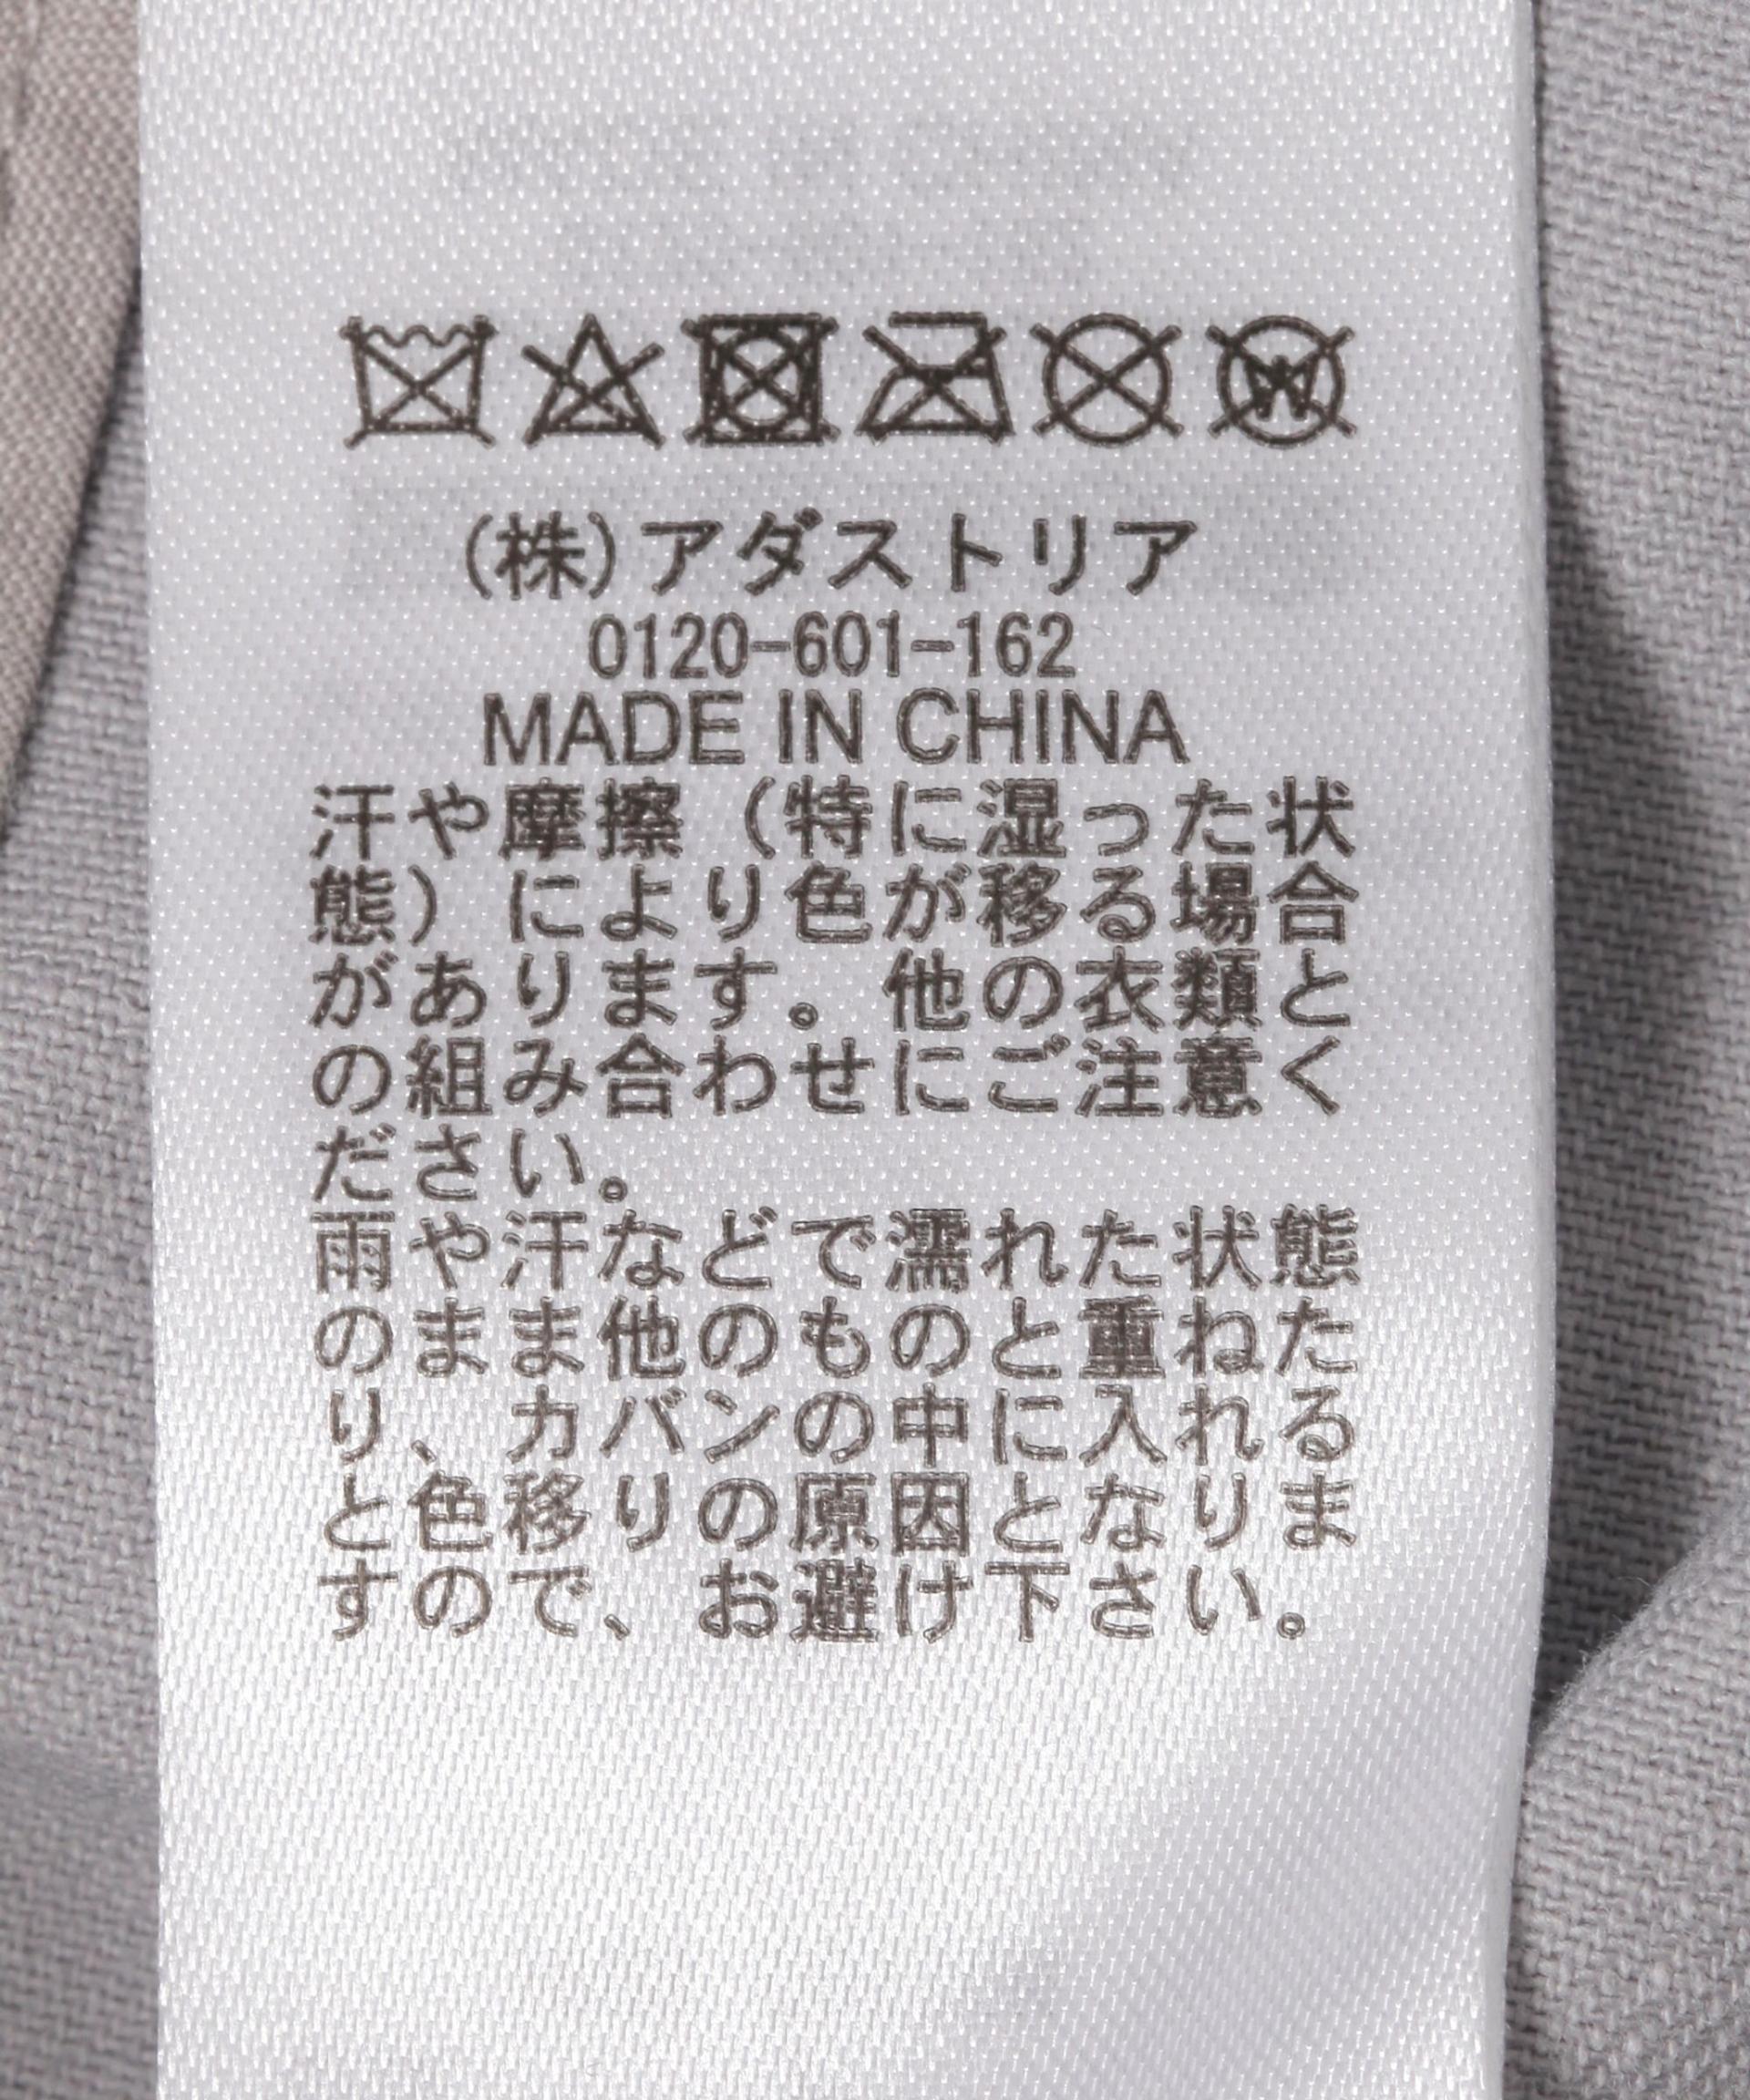 (株)アダストリア
0120-601-162
MADE IN CHINA
汗や摩擦（特に湿った状
態）により色が移る場合
があります。他の衣類と
の組み合わせにご注意く
ださい。
雨や汗などで濡れた状態
のまま他のものと重ねた
り、カバンの中に入れる
と色移りの原因となりま
すので、お避け下さい。